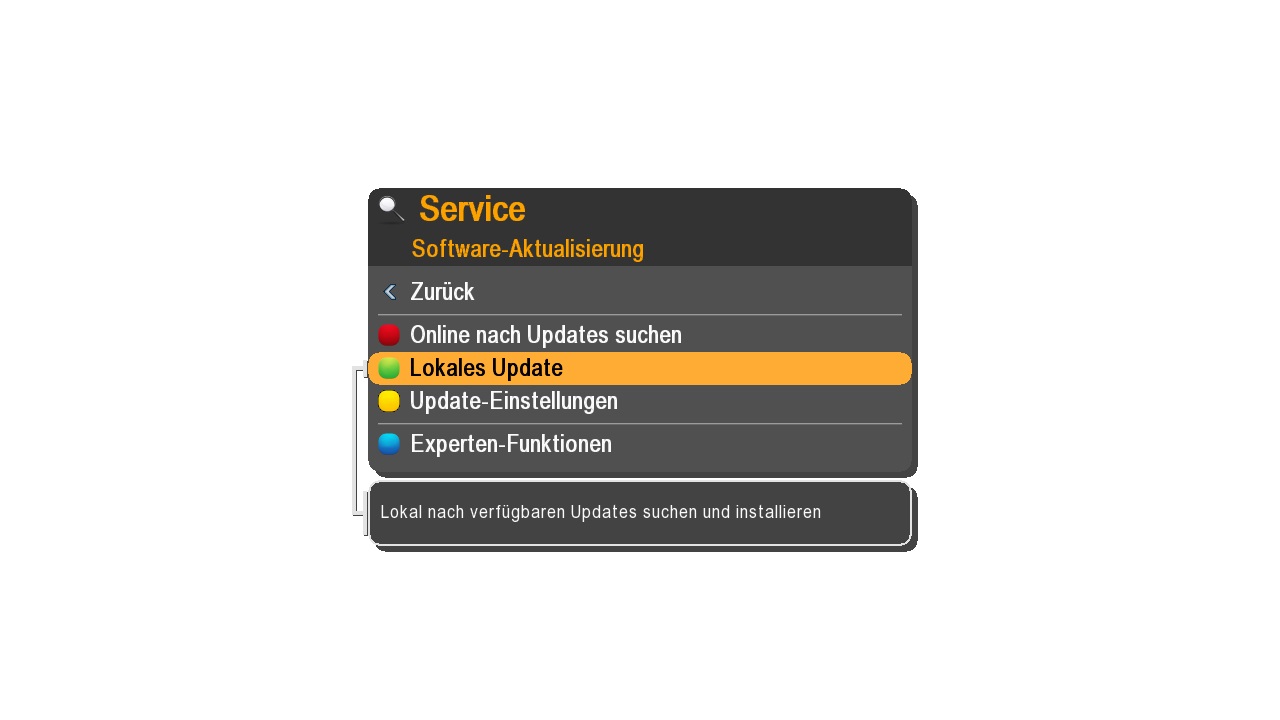 Service
Software-Aktualisierung
Zurück
Online nach Updates suchen
Lokales Update
Update-Einstellungen
Experten-Funktionen
Lokal nach verfügbaren Updates suchen und installieren